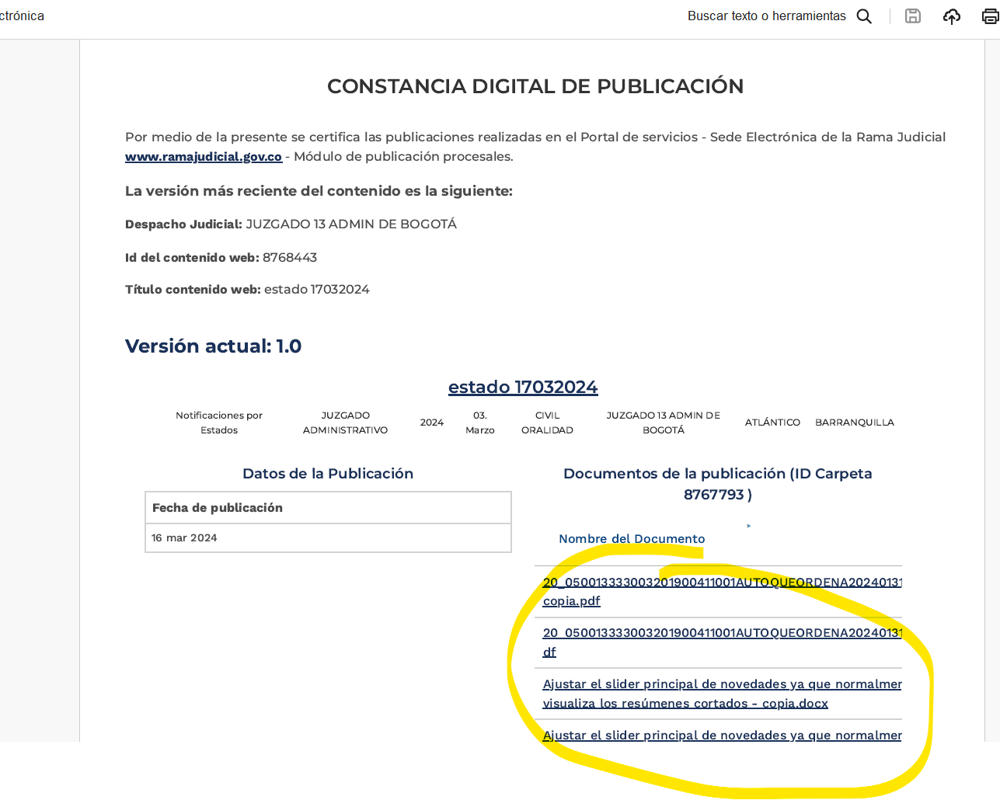 ctrónica
Buscar texto o herramientas
CONSTANCIA DIGITAL DE PUBLICACIÓN
Por medio de la presente se certifica las publicaciones realizadas en el Portal de servicios - Sede Electrónica de la Rama Judicial
www.ramajudicial.gov.co - Módulo de publicación procesales.
La versión más reciente del contenido es la siguiente:
Despacho Judicial: JUZGADO 13 ADMIN DE BOGOTÁ
Id del contenido web: 8768443
Título contenido web: estado 17032024
Versión actual: 1.0
estado 17032024
Notificaciones por
Estados
JUZGADO
ADMINISTRATIVO
2024
03.
Marzo
CIVIL
ORALIDAD
JUZGADO 13 ADMIN DE
BOGOTÁ
ATLÁNTICO
BARRANQUILLA
Datos de la Publicación
Fecha de publicación
16 mar 2024
Documentos de la publicación (ID Carpeta
8767793 )
Nombre del Documento
20_050013333003201900411001AUTOQUEORDENA20240131
copia.pdf
20_050013333003201900411001AUTOQUEORDENA20240131
df
Ajustar el slider principal de novedades ya que normalmer
visualiza los resúmenes cortados - copia.docx
Ajustar el slider principal de novedades ya que normalmer